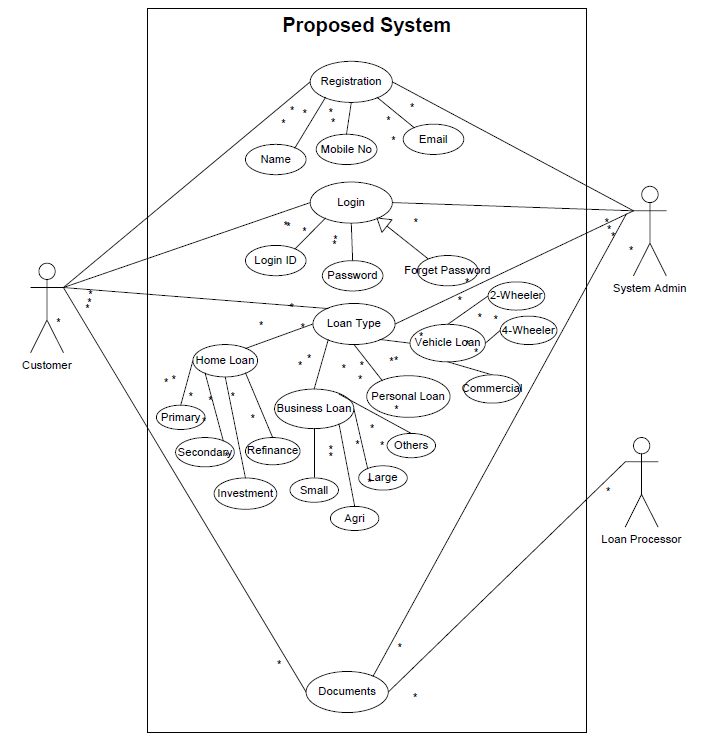 Proposed System
Registration
Name
Mobile No
Email
Login
Login ID
Password
Forget Password
System Admin
Customer
Loan Type
2-Wheeler
4-Wheeler
Vehicle Loan
Commercial
Home Loan
Personal Loan
Business Loan
Primary
Secondary
Refinance
Investment
Others
Large
Small
Agri
Loan Processor
Documents